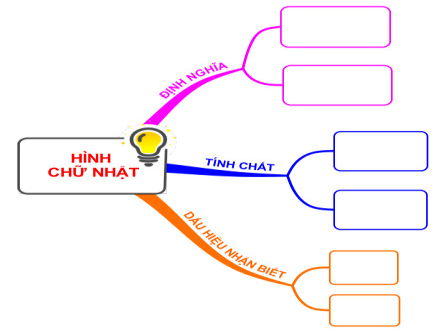 ĐỊNH NGHĨA
HÌNH
CHỮ NHẬT
TÍNH CHẤT
DẤU HIỆU NHẬN BIẾT